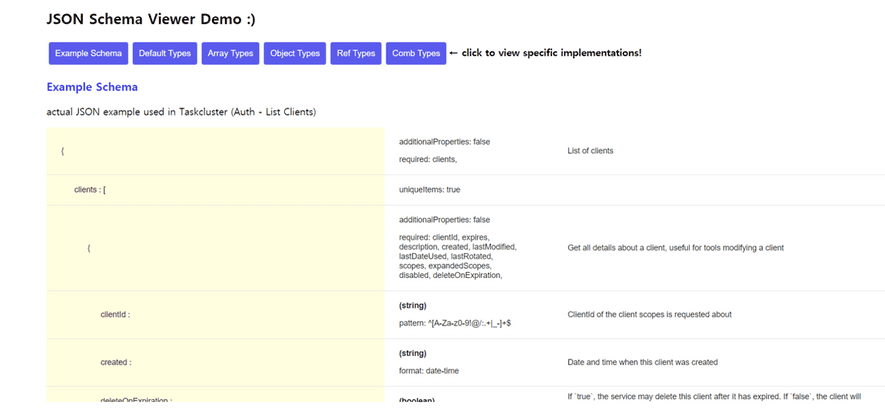 JSON Schema Viewer Demo :)
Example Schema Default Types Array Types Object Types Ref Types Comb Types ← click to view specific implementations!
Example Schema
actual JSON example used in Taskcluster (Auth - List Clients)
additionalProperties: false
{ List of clients
required: clients,
clients : [ uniqueItems: true
additionalProperties: false
required: clientId, expires,
description, created, lastModified,
{ Get all details about a client, useful for tools modifying a client
lastDateUsed, lastRotated,
scopes, expandedScopes,
disabled, deleteOnExpiration,
(string)
clientId : ClientId of the client scopes is requested about
pattern: ^[A-Za-z0-9!@/:.+|_-]+$
(string)
created : Date and time when this client was created
format: date-time
If `true`, the service may delete this client after it has expired. If `false`, the client will
deleteOnExpiration : (boolean)